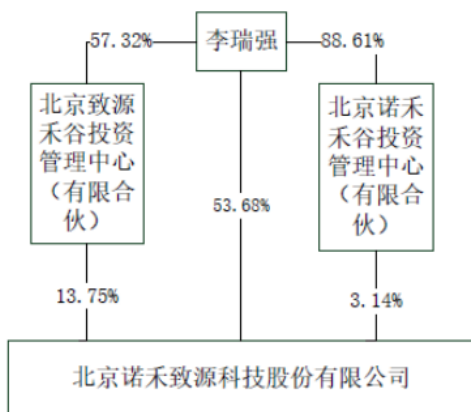 57.32%
李瑞强
88.61%
北京致源
禾谷投资
管理中心
（有限合
伙）
北京诺禾
禾谷投资
管理中心
（有限合
伙）
53.68%
13.75%
3.14%
北京诺禾致源科技股份有限公司